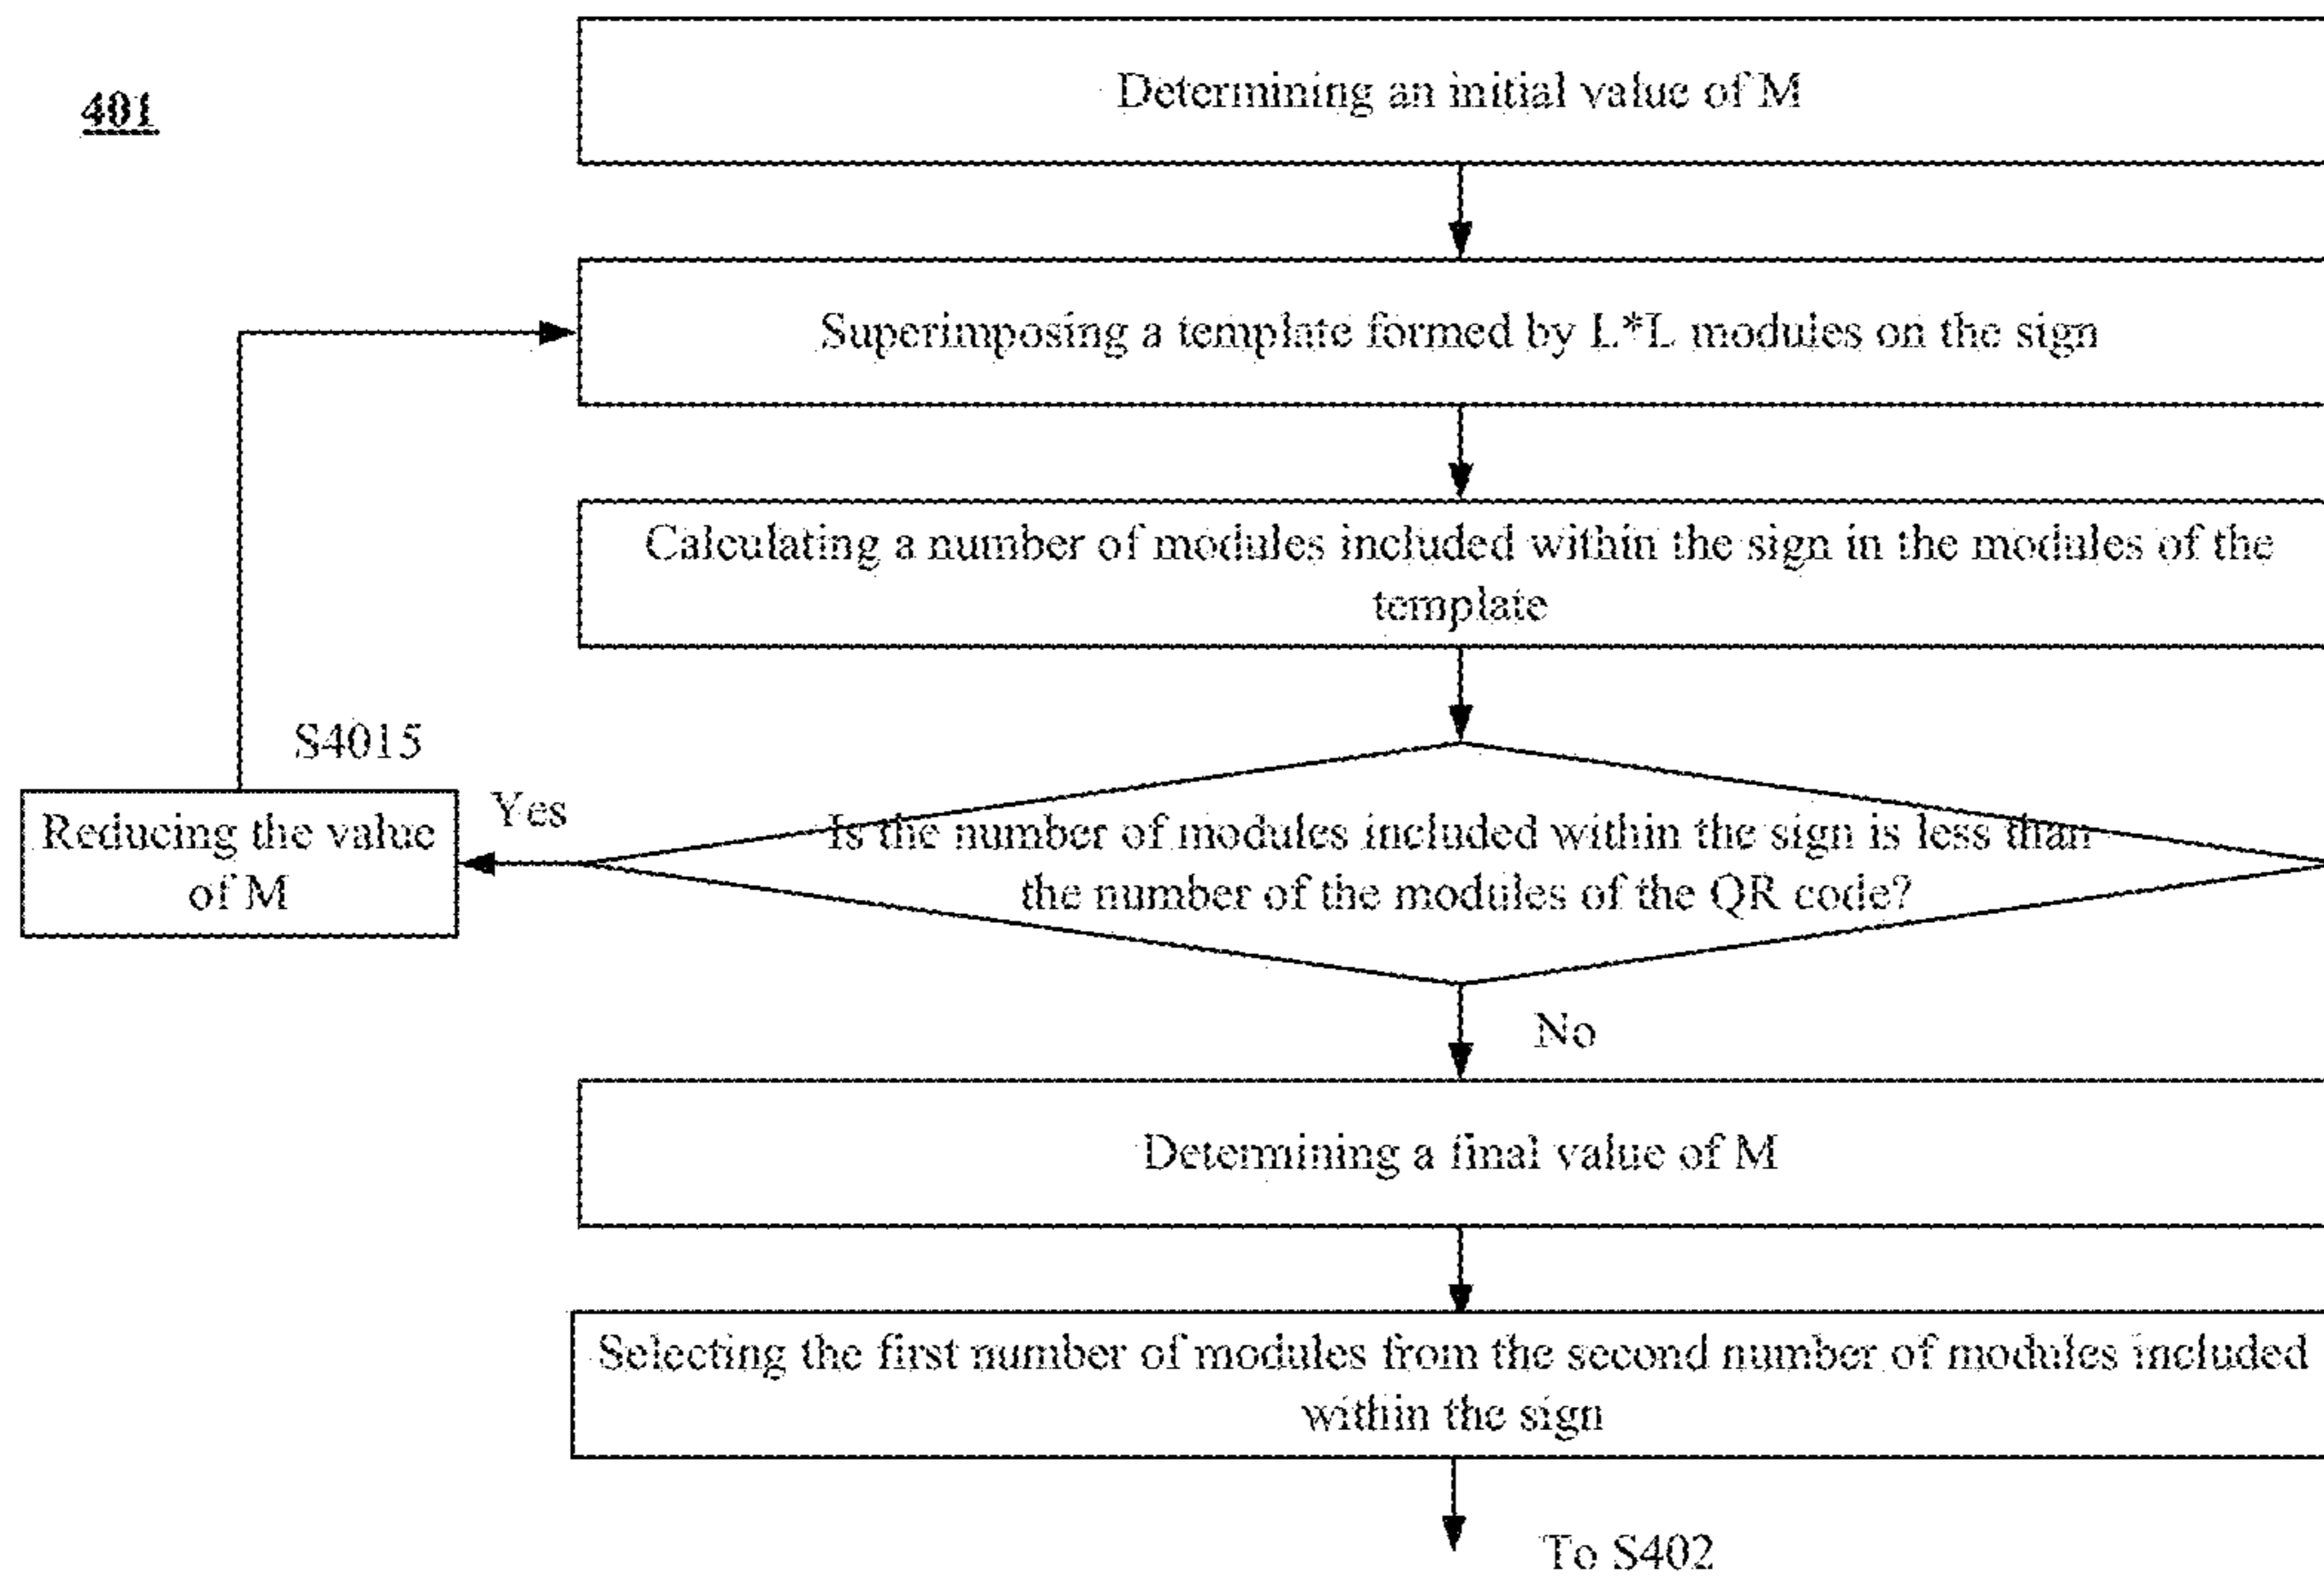 401
Determining an initial value of M
Superimposing a template formed by L*L modules on the sign
Calculating a number of modules included within the sign in the modules of the
template
S4015
Yes
Reducing the value
of M
Is the number of modules included within the sign is less than
the number of the modules of the QR code?
No
Determining a final value of M
Selecting the first number of modules from the second number of modules included
within the sign
To S402